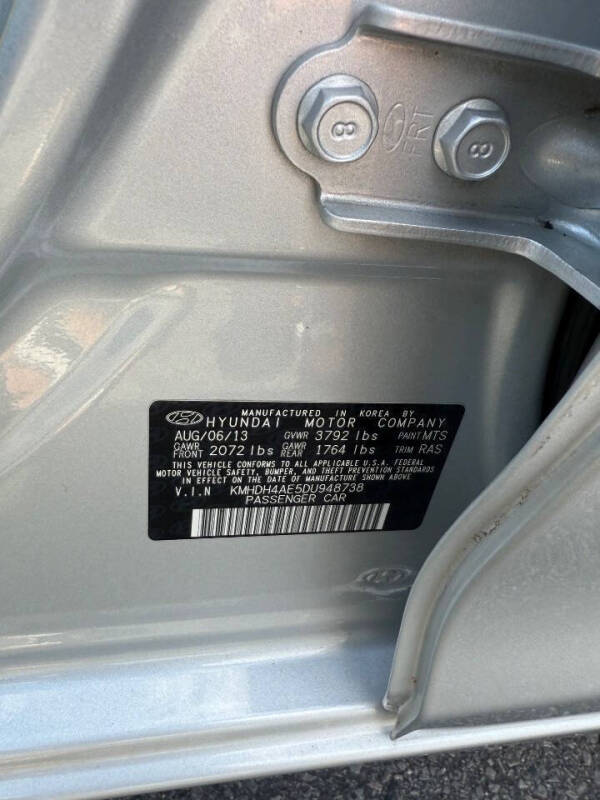 8
FRT
8
MANUFACTURED IN KOREA BY
HYUNDAI MOTOR COMPANY
AUG/06/13 GVWR 3792 lbs PAINT MTS
GAWR FRONT 2072 lbs GAWR REAR 1764 lbs TRIM RAS
THIS VEHICLE CONFORMS TO ALL APPLICABLE U.S.A. FEDERAL
MOTOR VEHICLE SAFETY, BUMPER, AND THEFT PREVENTION STANDARDS
IN EFFECT ON THE DATE OF MANUFACTURE SHOWN ABOVE
V.I.N KMHDH4AE5DU948738
PASSENGER CAR